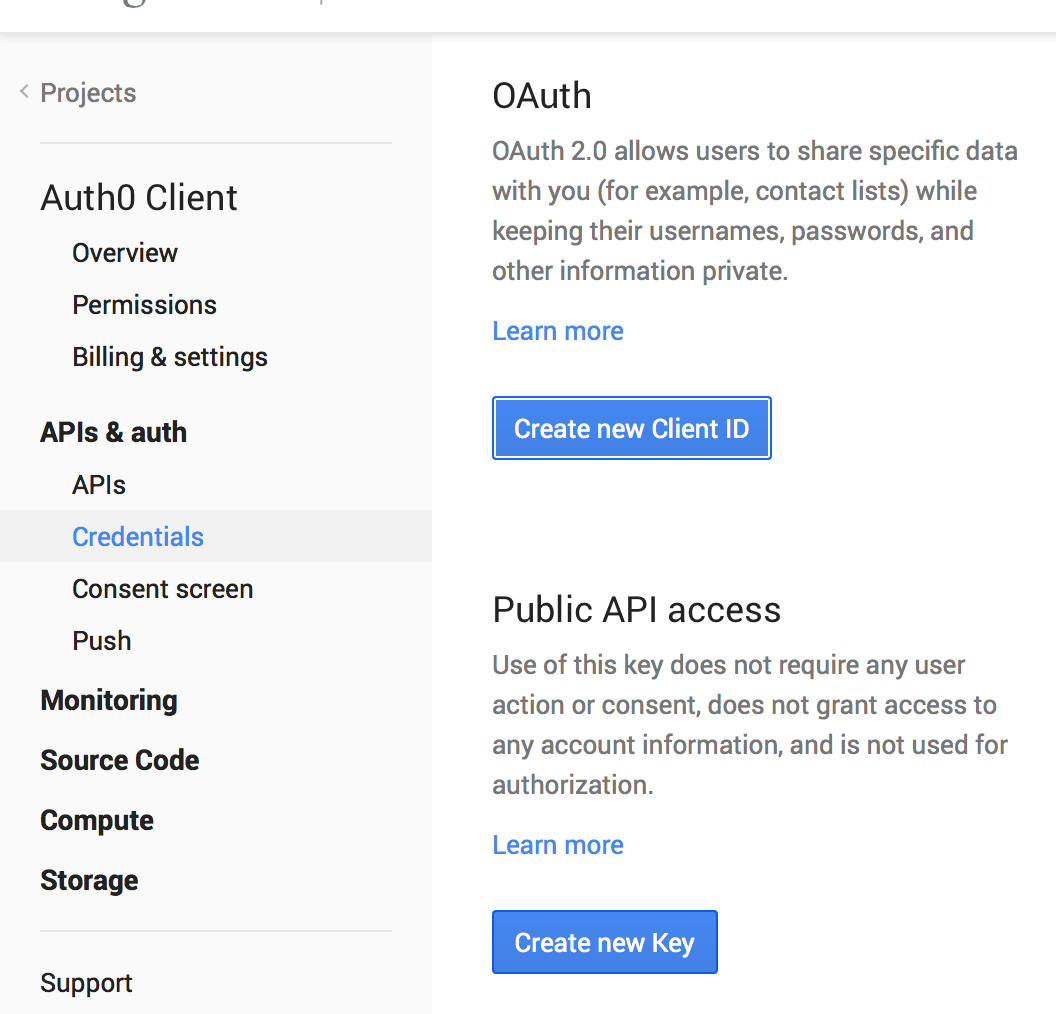 Projects
Auth0 Client
Overview
Permissions
Billing & settings
APIs & auth
APIs
Credentials
Consent screen
Push
Monitoring
Source Code
Compute
Storage
Support
OAuth
OAuth 2.0 allows users to share specific data
with you (for example, contact lists) while
keeping their usernames, passwords, and
other information private.
Learn more
Create new Client ID
Public API access
Use of this key does not require any user
action or consent, does not grant access to
any account information, and is not used for
authorization.
Learn more
Create new Key